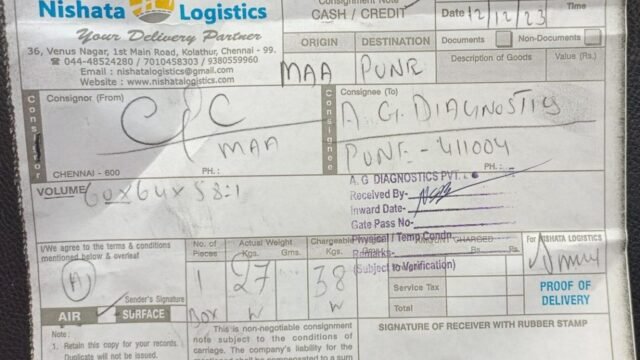 Nishata Logistics
Your Delivery Partner
36, Venus Nagar, 1st Main Road, Kolathur, Chennai - 99.
☎ 044-48524280 / 7010458303 / 9380559960
Email : nishatalogistics@gmail.com
Website : www.nishatalogistics.com
Consignment Note
CASH / CREDIT
Date 12/12/23
Time
ORIGIN
DESTINATION
Documents
Non-Documents
MAA
PUNE
Description of Goods
Value (Rs.)
Consignor
Consignor (From)
CPC
MAA
CHENNAI - 600
PH. :
Consignee
Consignee (To)
A. G. DIAGNOSTICS
PUNE - 411004
PH. :
VOLUME 60x64x58:1
A. G DIAGNOSTICS PVT.
Received By-
Inward Date-
Gate Pass No-
Physical / Temp.Condn.
Remarks-
(Subject to Verification)
I/We agree to the terms & conditions
mentioned below & overleaf
Sender's Signature
AIR
SURFACE
No. of Pieces
Actual Weight
Kgs. Gms.
Chargeable
Kgs. Gms.
AMOUNT CHARGED
Rs. Ps.
1
27
38
BOX
W
W
Service Tax
Total
For NISHATA LOGISTICS
PROOF OF
DELIVERY
Note :
1. Retain this copy for your records.
Duplicate will not be issued.
This is non-negotiable consignment
note subject to the conditions of
carriage. The company's liability for the
SIGNATURE OF RECEIVER WITH RUBBER STAMP